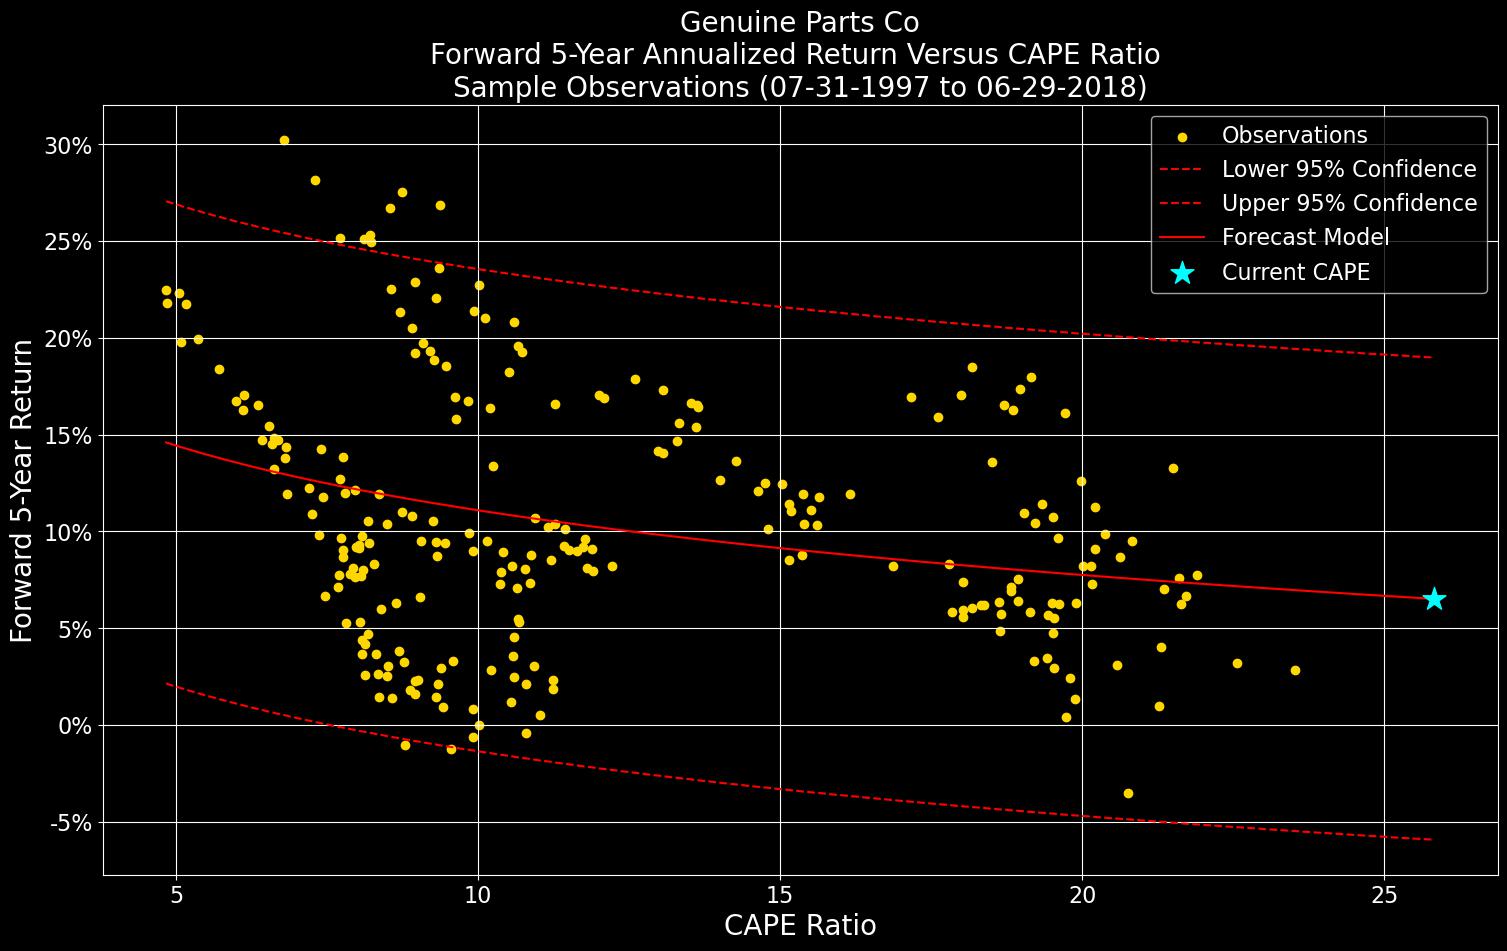 Genuine Parts Co
Forward 5-Year Annualized Return Versus CAPE Ratio
Sample Observations (07-31-1997 to 06-29-2018)
Observations
Lower 95% Confidence
Upper 95% Confidence
Forecast Model
Current CAPE
Forward 5-Year Return
30%
25%
20%
15%
10%
5%
0%
-5%
5 10 15 20 25
CAPE Ratio